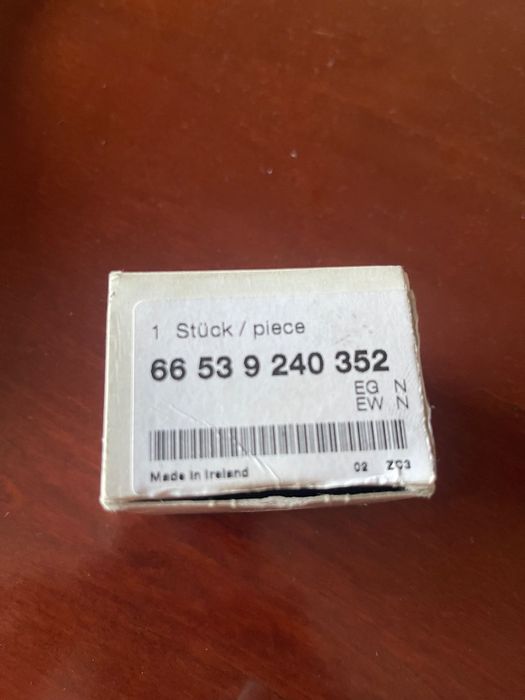 1 Stück / piece
66 53 9 240 352
EG N
EW N
Made in Ireland 02 ZC3